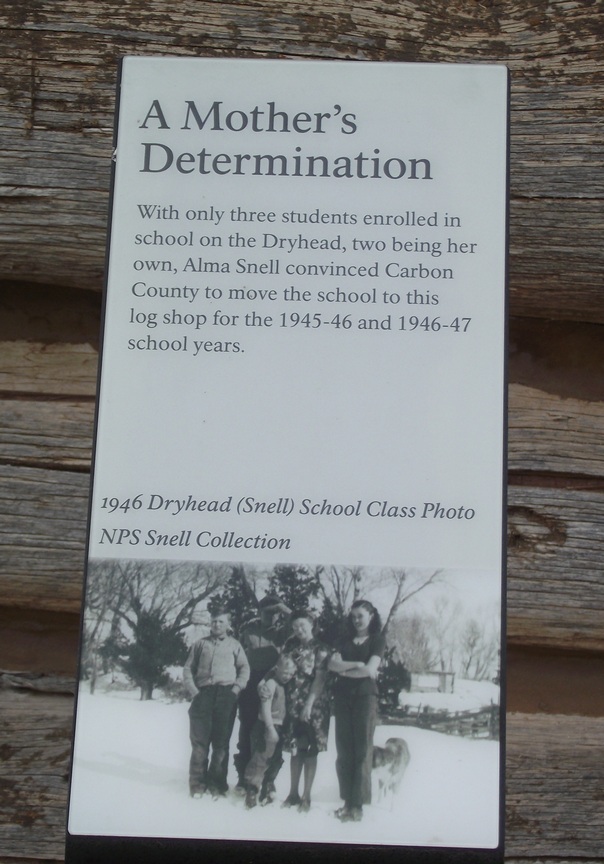 A Mother's
Determination
With only three students enrolled in
school on the Dryhead, two being her
own, Alma Snell convinced Carbon
County to move the school to this
log shop for the 1945-46 and 1946-47
school years.
1946 Dryhead (Snell) School Class Photo
NPS Snell Collection